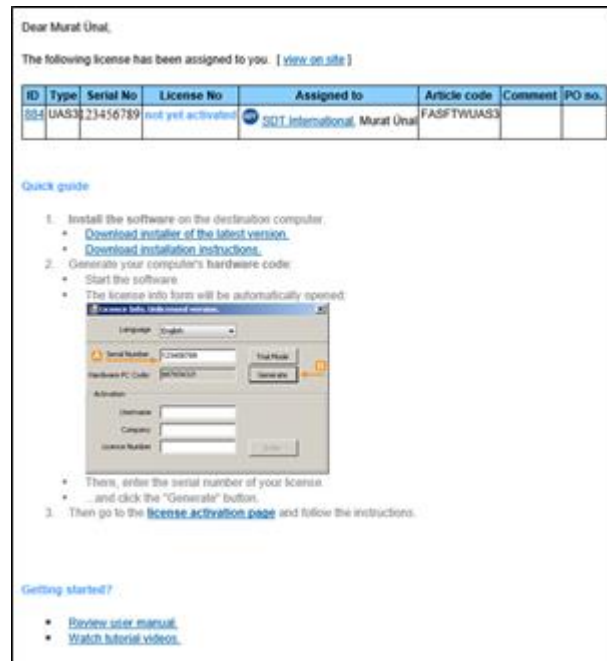 Dear Murat Ünal,
The following license has been assigned to you. [ view on site ]
ID Type Serial No License No Assigned to Article code Comment PO no.
884 UAS3 123456789 not yet activated SDT International, Murat Ünal FASFTWUAS3
Quick guide
1. Install the software on the destination computer.
• Download installer of the latest version.
• Download installation instructions.
2. Generate your computer's hardware code:
• Start the software.
• The license info form will be automatically opened:
Language English
Serial Number 123456789 Trial Mode
Hardware PC Code Generate
Activation
Username
Company
Licence Number
• There, enter the serial number of your license
• ...and click the "Generate" button.
3. Then go to the license activation page and follow the instructions.
Getting started?
• Review user manual.
• Watch tutorial videos.